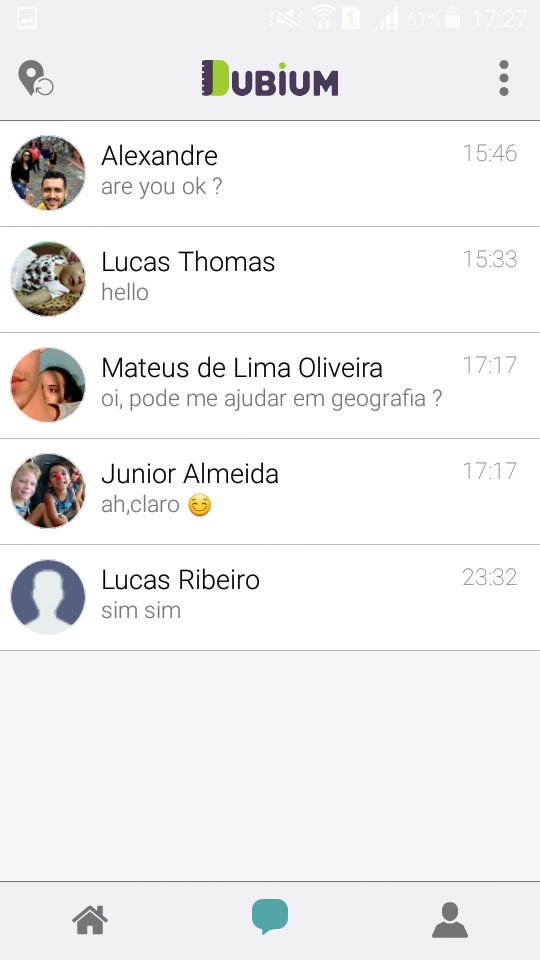 1 61% 17:27
DUBIUM
Alexandre 15:46
are you ok ?
Lucas Thomas 15:33
hello
Mateus de Lima Oliveira 17:17
oi, pode me ajudar em geografia ?
Junior Almeida 17:17
ah,claro 😊
Lucas Ribeiro 23:32
sim sim